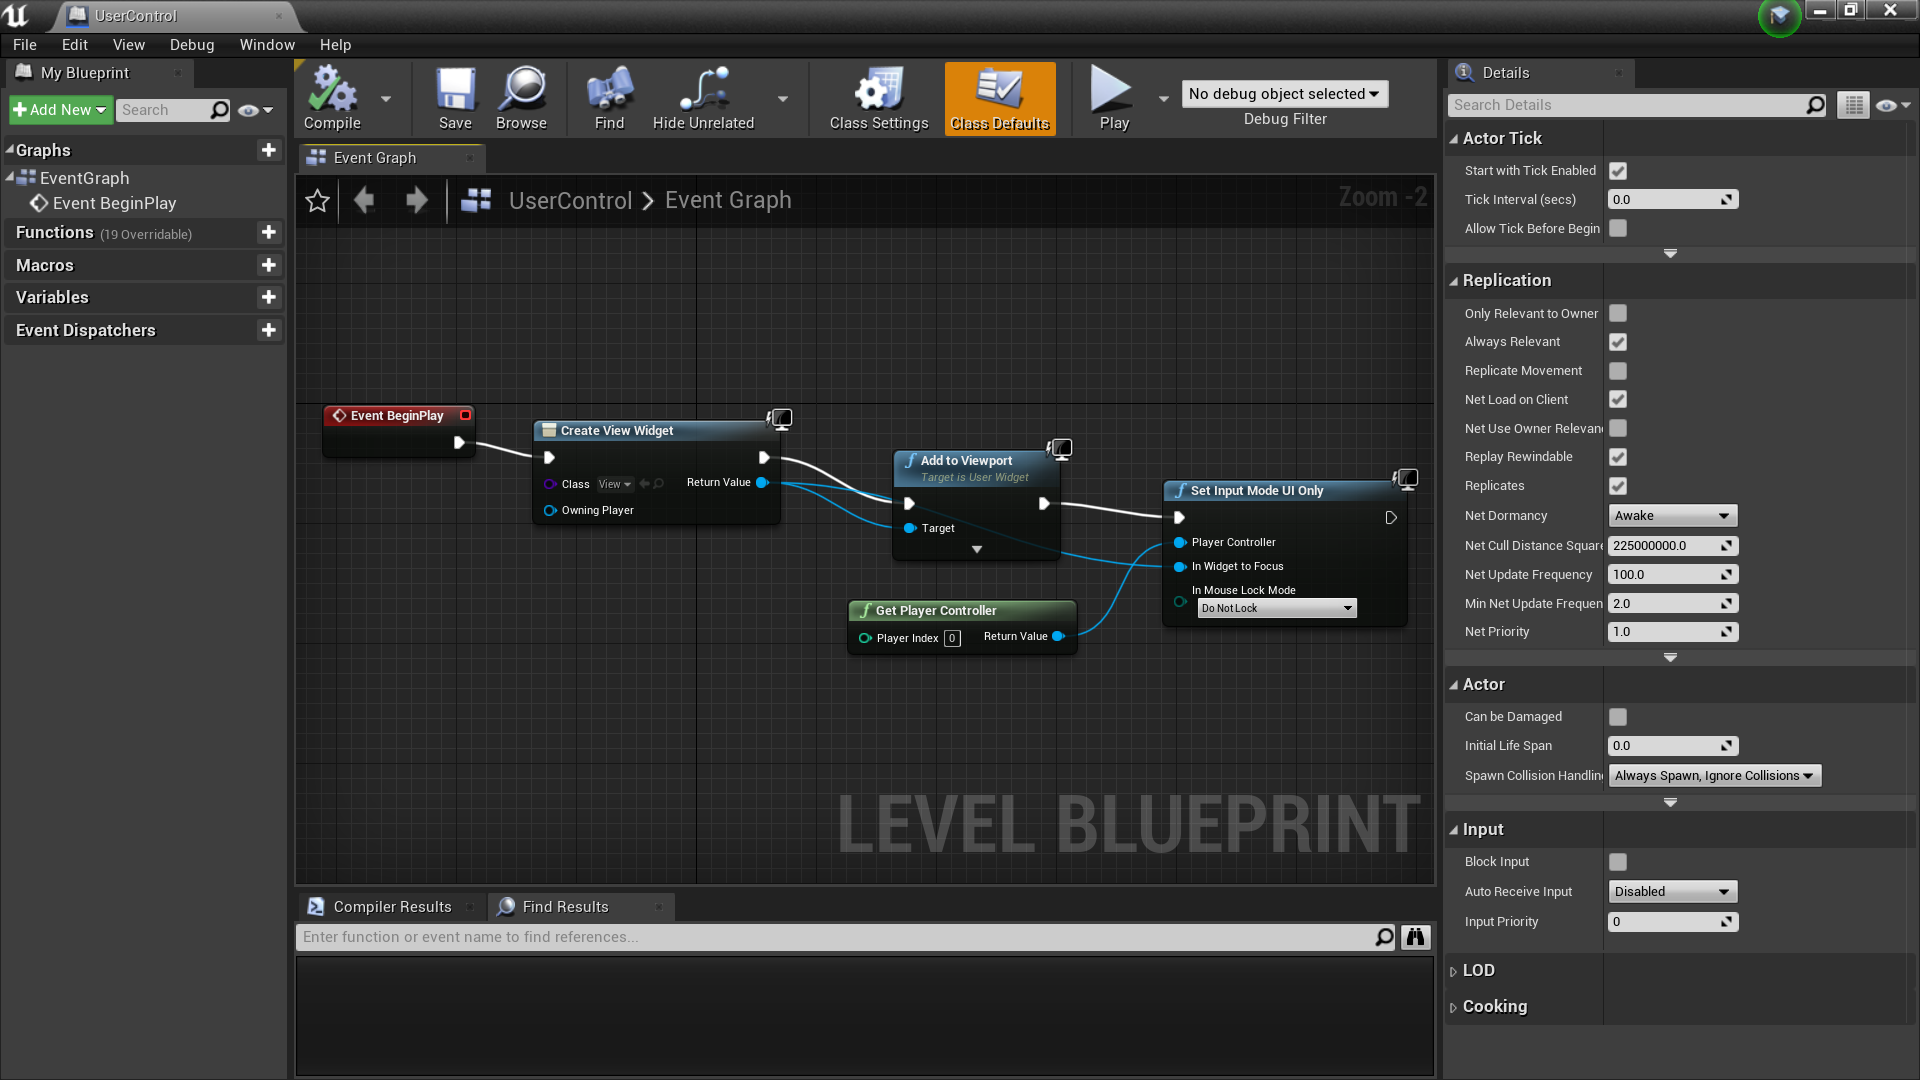 UserControl
File Edit View Debug Window Help
My Blueprint
Add New
Search
Graphs
EventGraph
Event BeginPlay
Functions (19 Overridable)
Macros
Variables
Event Dispatchers
Compile
Save
Browse
Find
Hide Unrelated
Class Settings
Class Defaults
Play
No debug object selected
Debug Filter
Event Graph
UserControl > Event Graph
Zoom -2
Event BeginPlay
Create View Widget
Class View
Return Value
Owning Player
Add to Viewport
Target is User Widget
Target
Set Input Mode UI Only
Player Controller
In Widget to Focus
In Mouse Lock Mode
Do Not Lock
Get Player Controller
Player Index 0
Return Value
LEVEL BLUEPRINT
Compiler Results
Find Results
Enter function or event name to find references...
Details
Search Details
Actor Tick
Start with Tick Enabled
Tick Interval (secs) 0.0
Allow Tick Before Begin
Replication
Only Relevant to Owner
Always Relevant
Replicate Movement
Net Load on Client
Net Use Owner Relevan
Replay Rewindable
Replicates
Net Dormancy Awake
Net Cull Distance Square 225000000.0
Net Update Frequency 100.0
Min Net Update Frequen 2.0
Net Priority 1.0
Actor
Can be Damaged
Initial Life Span 0.0
Spawn Collision Handling Always Spawn, Ignore Collisions
Input
Block Input
Auto Receive Input Disabled
Input Priority 0
LOD
Cooking